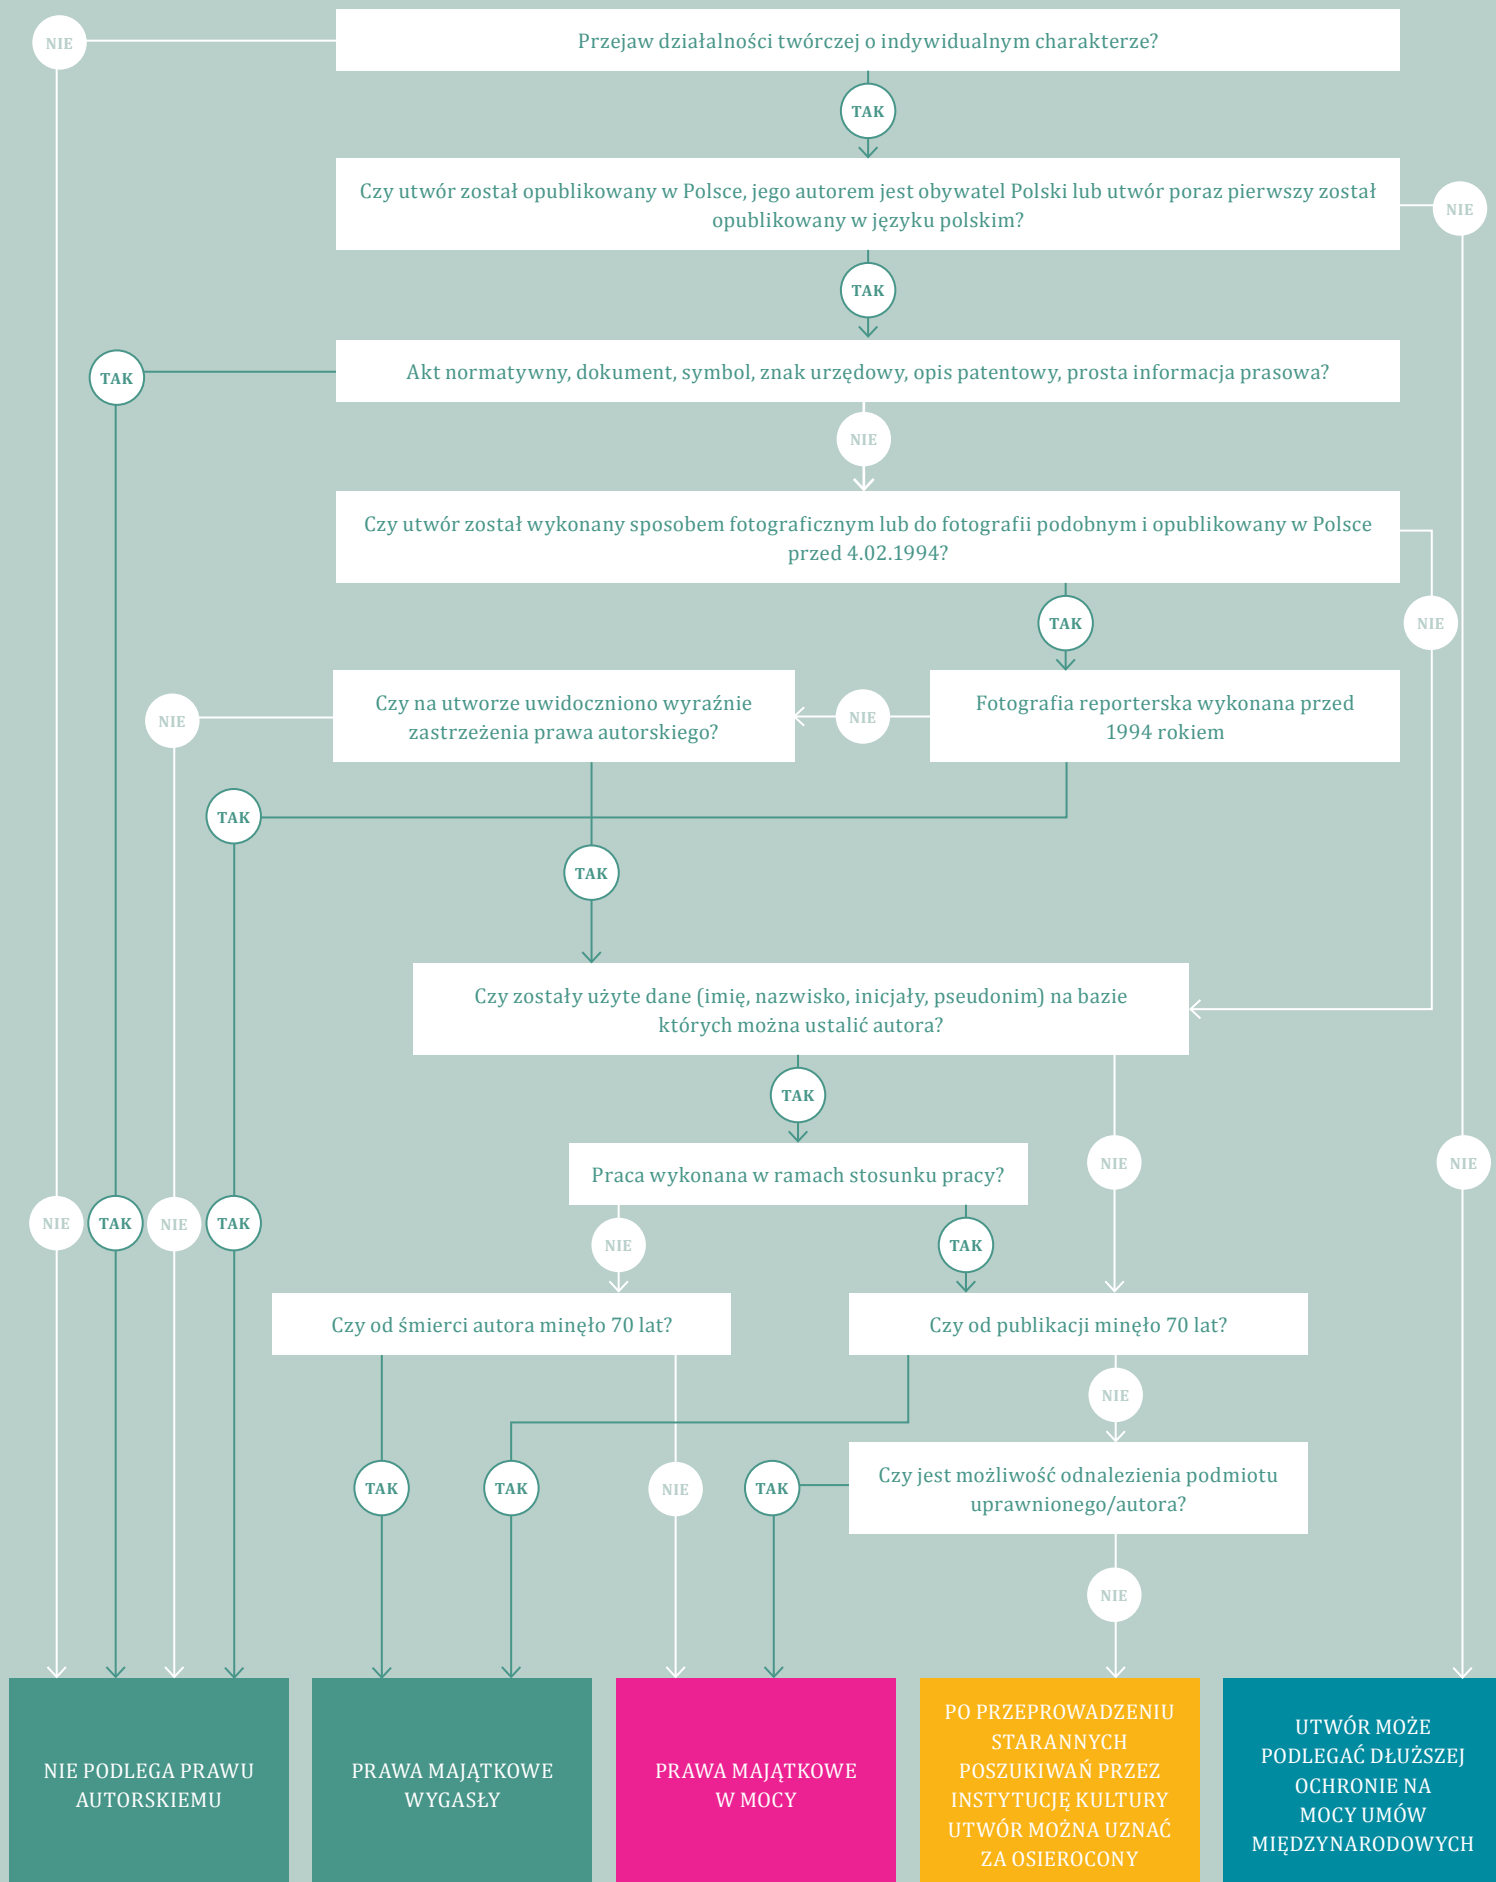 NIE
Przejaw działalności twórczej o indywidualnym charakterze?
TAK
Czy utwór został opublikowany w Polsce, jego autorem jest obywatel Polski lub utwór poraz pierwszy został
opublikowany w języku polskim?
NIE
TAK
TAK
Akt normatywny, dokument, symbol, znak urzędowy, opis patentowy, prosta informacja prasowa?
NIE
Czy utwór został wykonany sposobem fotograficznym lub do fotografii podobnym i opublikowany w Polsce
przed 4.02.1994?
TAK
NIE
NIE
Czy na utworze uwidoczniono wyraźnie
zastrzeżenia prawa autorskiego?
NIE
Fotografia reporterska wykonana przed
1994 rokiem
TAK
TAK
Czy zostały użyte dane (imię, nazwisko, inicjały, pseudonim) na bazie
których można ustalić autora?
TAK
NIE
NIE
Praca wykonana w ramach stosunku pracy?
NIE
TAK
NIE
TAK
NIE
TAK
Czy od śmierci autora minęło 70 lat?
Czy od publikacji minęło 70 lat?
NIE
TAK
TAK
NIE
TAK
Czy jest możliwość odnalezienia podmiotu
uprawnionego/autora?
NIE
NIE PODLEGA PRAWU
AUTORSKIEMU
PRAWA MAJĄTKOWE
WYGASŁY
PRAWA MAJĄTKOWE
W MOCY
PO PRZEPROWADZENIU
STARANNYCH
POSZUKIWAŃ PRZEZ
INSTYTUCJĘ KULTURY
UTWÓR MOŻNA UZNAĆ
ZA OSIEROCONY
UTWÓR MOŻE
PODLEGAĆ DŁUŻSZEJ
OCHRONIE NA
MOCY UMÓW
MIĘDZYNARODOWYCH